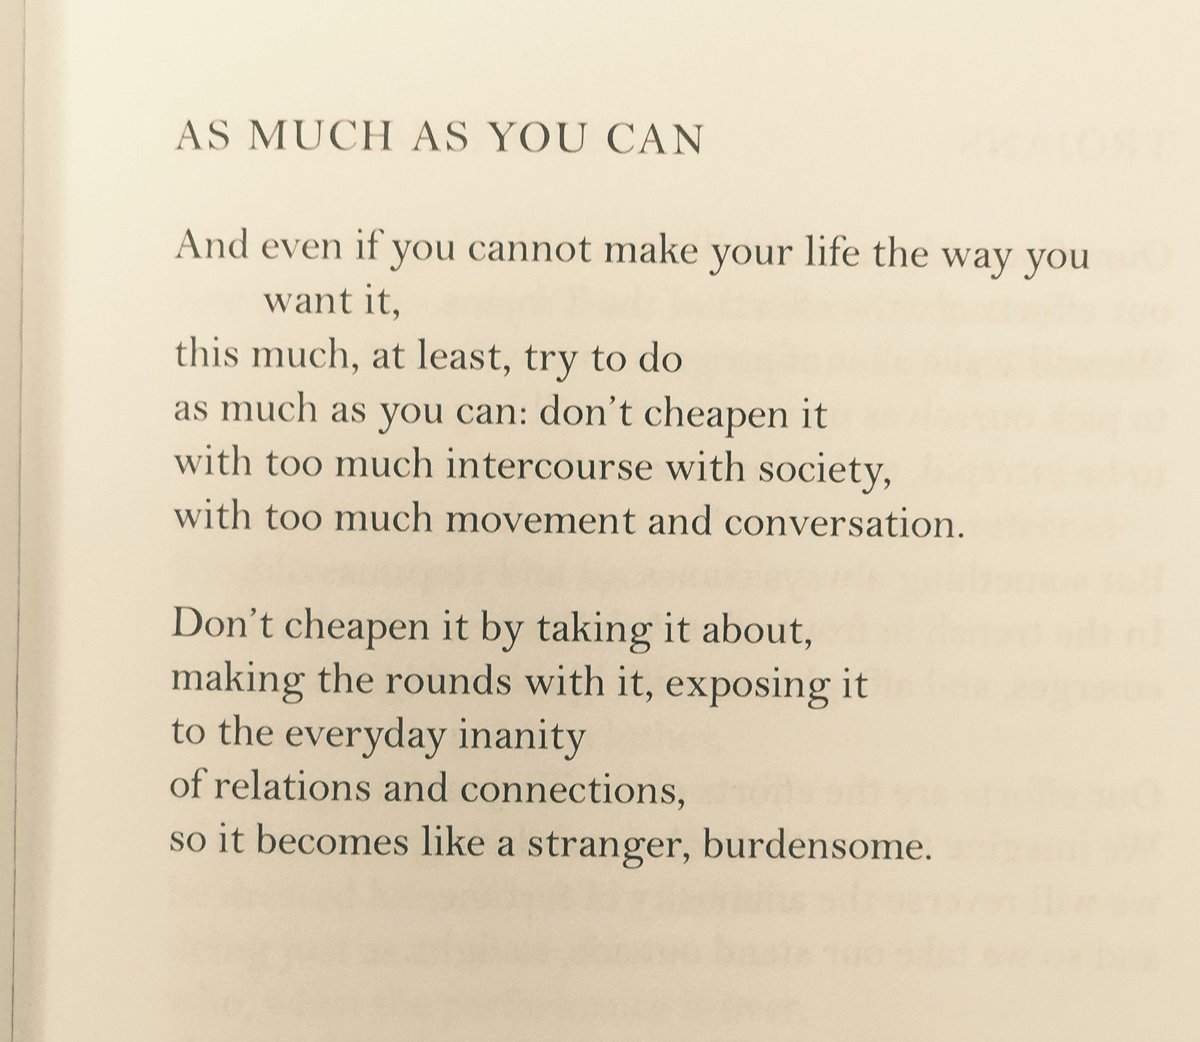 AS MUCH AS YOU CAN
And even if you cannot make your life the way you
want it,
this much, at least, try to do
as much as you can: don't cheapen it
with too much intercourse with society,
with too much movement and conversation.
Don't cheapen it by taking it about,
making the rounds with it, exposing it
to the everyday inanity
of relations and connections,
so it becomes like a stranger, burdensome.